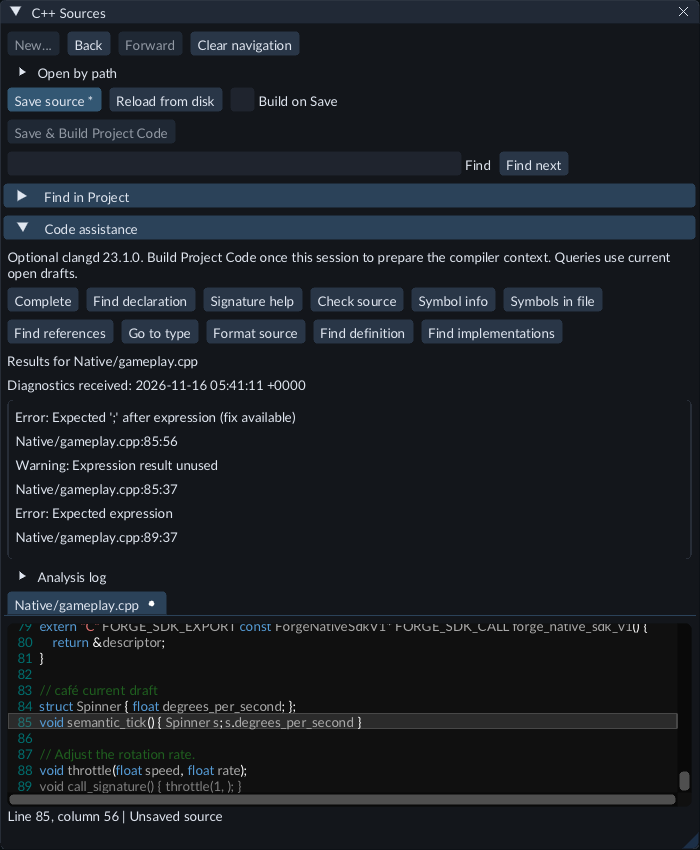 C++ Sources
New... Back Forward Clear navigation
Open by path
Save source * Reload from disk Build on Save
Save & Build Project Code
Find Find next
Find in Project
Code assistance
Optional clangd 23.1.0. Build Project Code once this session to prepare the compiler context. Queries use current
open drafts.
Complete Find declaration Signature help Check source Symbol info Symbols in file
Find references Go to type Format source Find definition Find implementations
Results for Native/gameplay.cpp
Diagnostics received: 2026-11-16 05:41:11 +0000
Error: Expected ';' after expression (fix available)
Native/gameplay.cpp:85:56
Warning: Expression result unused
Native/gameplay.cpp:85:37
Error: Expected expression
Native/gameplay.cpp:89:37
Analysis log
Native/gameplay.cpp
79 extern "C" FORGE_SDK_EXPORT const ForgeNativeSdkV1* FORGE_SDK_CALL forge_native_sdk_v1() {
80 return &descriptor;
81 }
82
83 // café current draft
84 struct Spinner { float degrees_per_second; };
85 void semantic_tick() { Spinner s; s.degrees_per_second }
86
87 // Adjust the rotation rate.
88 void throttle(float speed, float rate);
89 void call_signature() { throttle(1, ); }
Line 85, column 56 | Unsaved source